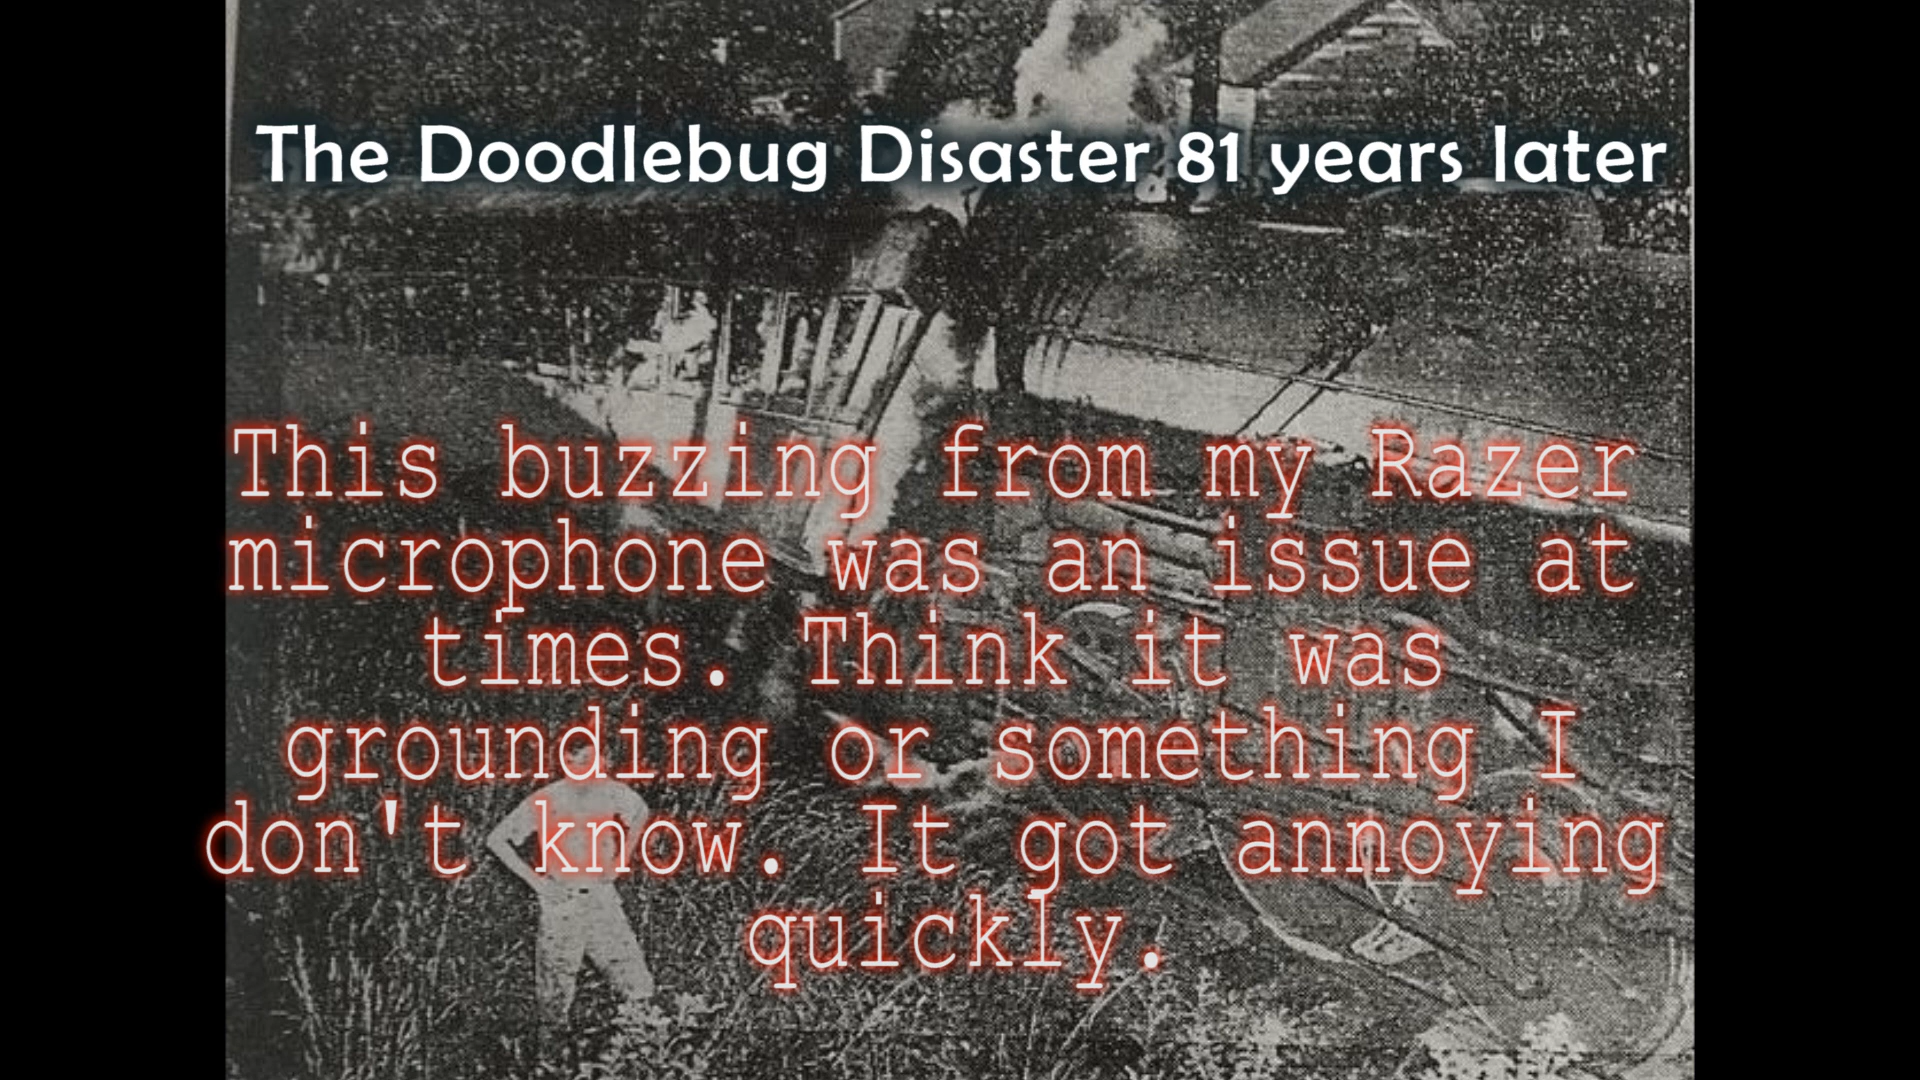 The Doodlebug Disaster 81 years later
This buzzing from my Razer
microphone was an issue at
times. Think it was
grounding or something I
don't know. It got annoying
quickly.